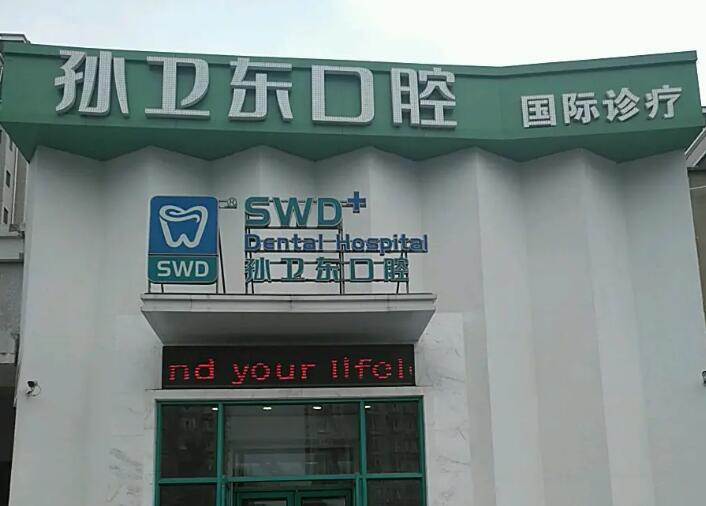 孙卫东口腔 国际诊疗
SWD+
Dental Hospital
SWD 孙卫东口腔
nd your lifel